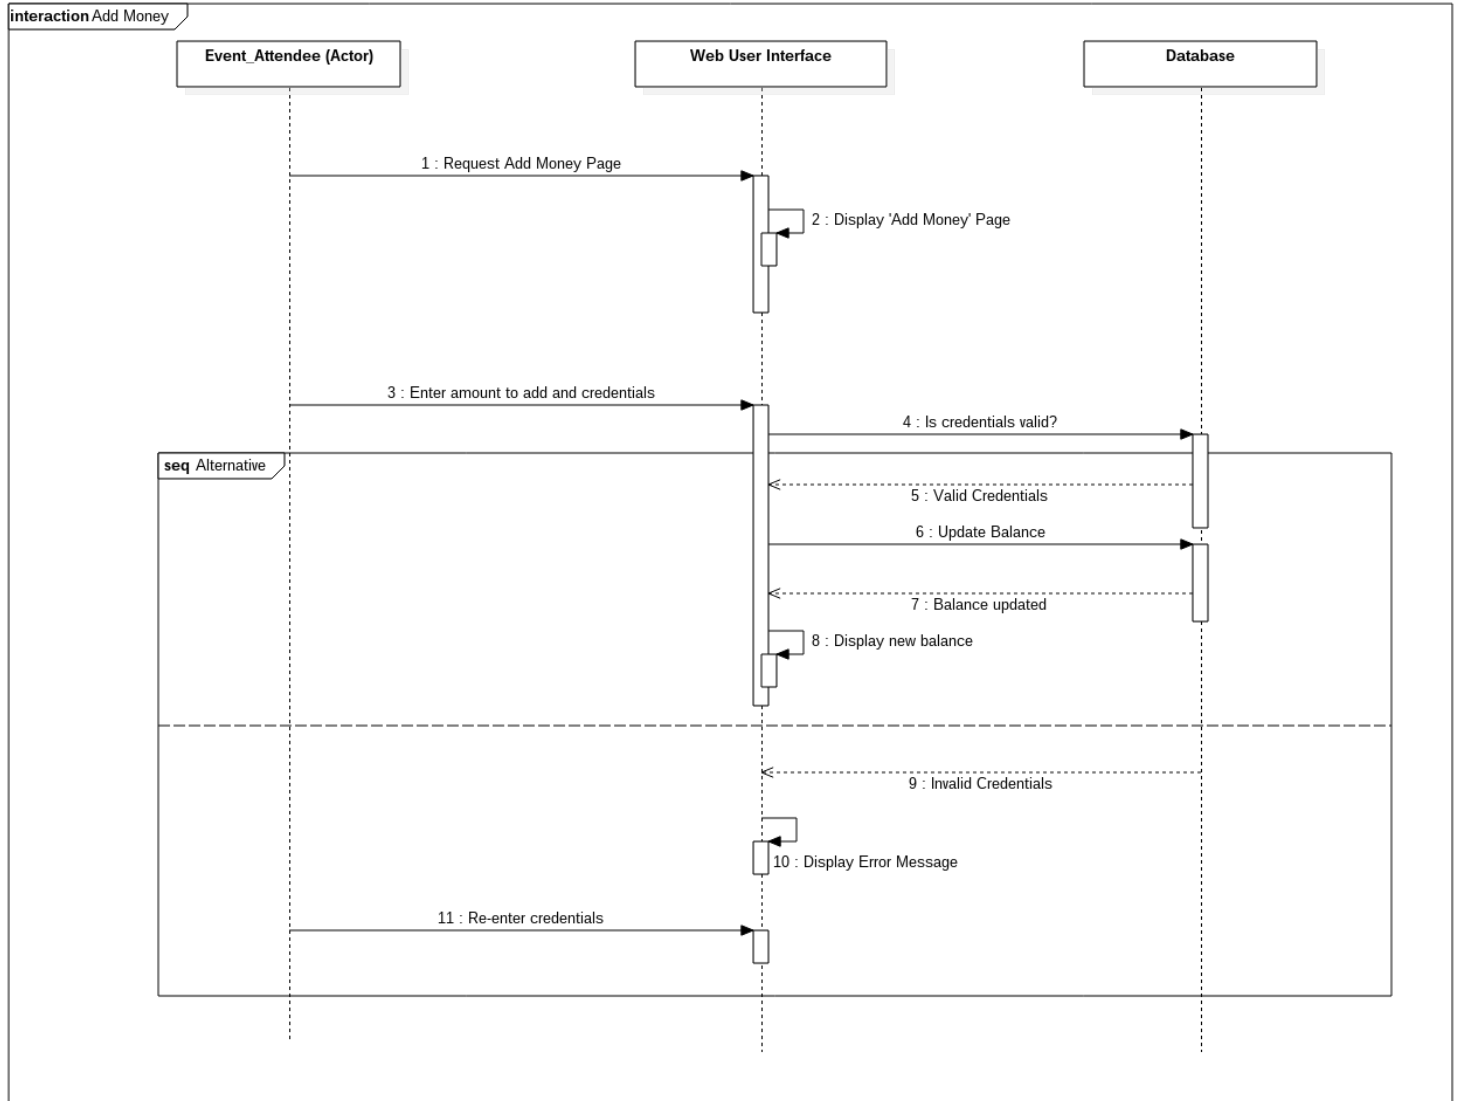 interaction Add Money
Event_Attendee (Actor)
Web User Interface
Database
1 : Request Add Money Page
2 : Display 'Add Money' Page
3 : Enter amount to add and credentials
4 : Is credentials valid?
seq Alternative
5 : Valid Credentials
6 : Update Balance
7 : Balance updated
8 : Display new balance
9 : Invalid Credentials
10 : Display Error Message
11 : Re-enter credentials